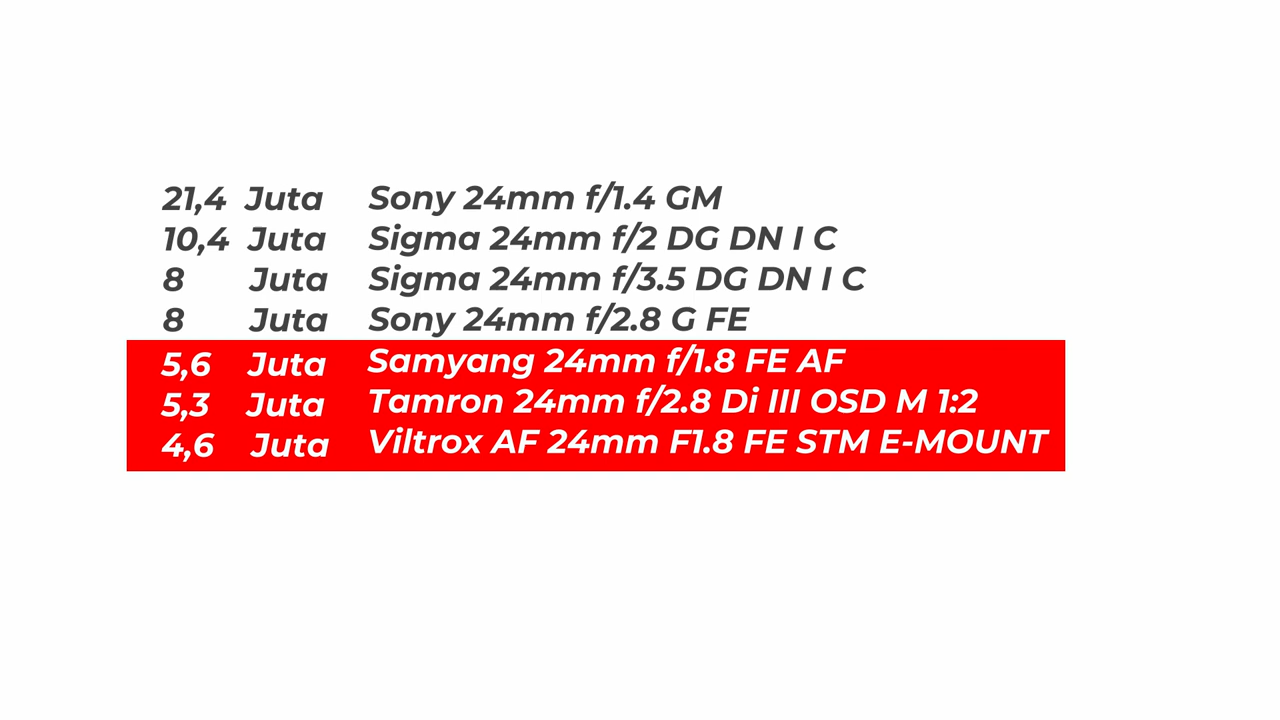 21,4 Juta Sony 24mm f/1.4 GM
10,4 Juta Sigma 24mm f/2 DG DN I C
8 Juta Sigma 24mm f/3.5 DG DN I C
8 Juta Sony 24mm f/2.8 G FE
5,6 Juta Samyang 24mm f/1.8 FE AF
5,3 Juta Tamron 24mm f/2.8 Di III OSD M 1:2
4,6 Juta Viltrox AF 24mm F1.8 FE STM E-MOUNT